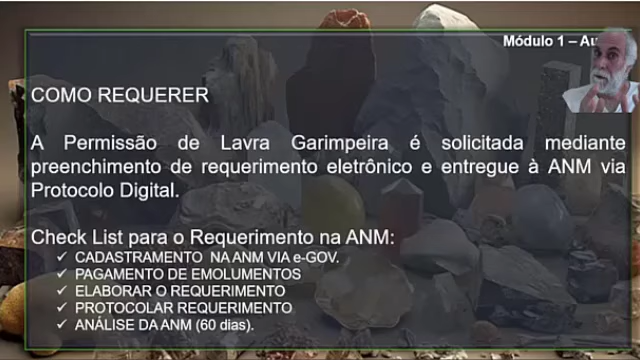 Módulo 1 –
COMO REQUERER
A Permissão de Lavra Garimpeira é solicitada mediante
preenchimento de requerimento eletrônico e entregue à ANM via
Protocolo Digital.
Check List para o Requerimento na ANM:
✓ CADASTRAMENTO NA ANM VIA e-GOV.
✓ PAGAMENTO DE EMOLUMENTOS
✓ ELABORAR O REQUERIMENTO
✓ PROTOCOLAR REQUERIMENTO
✓ ANÁLISE DA ANM (60 dias).